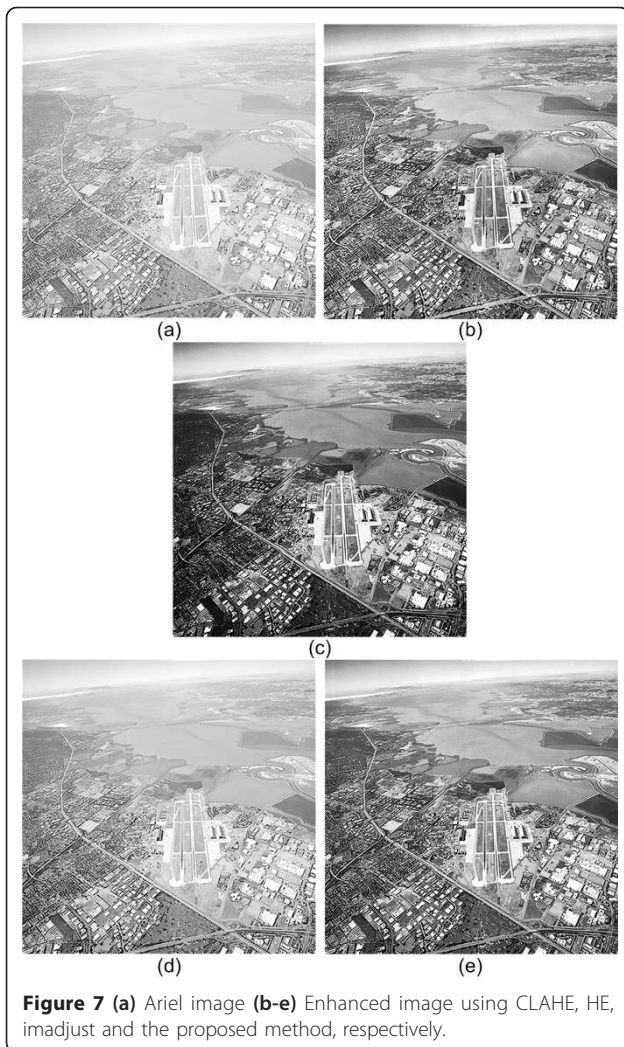 (a)
(b)
(c)
(d)
(e)
Figure 7 (a) Ariel image (b-e) Enhanced image using CLAHE, HE,
imadjust and the proposed method, respectively.